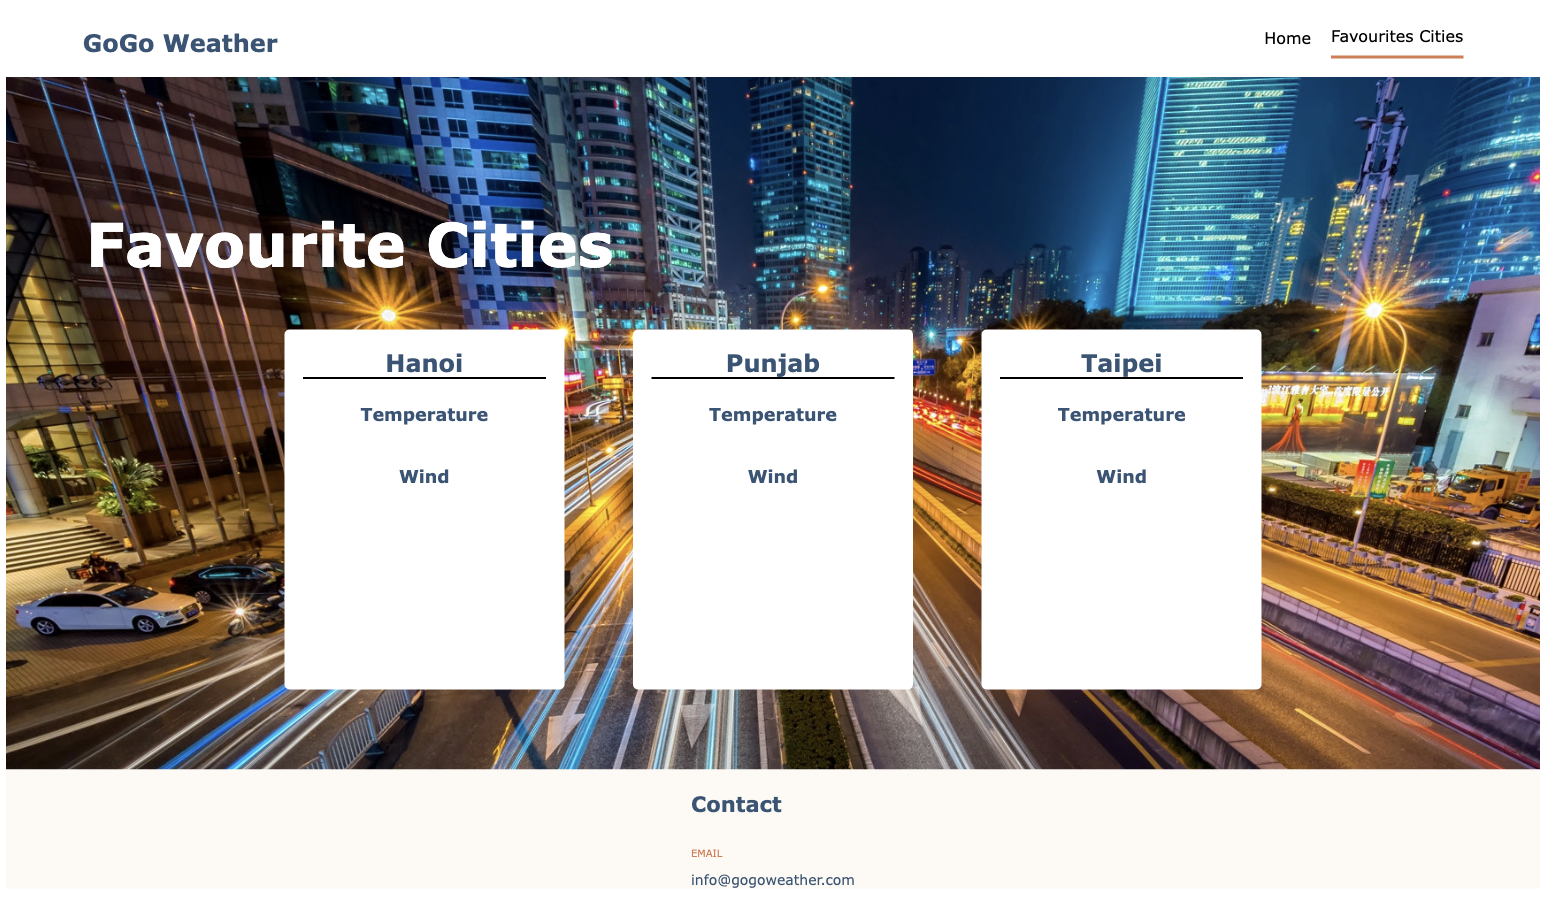 GoGo Weather
Home
Favourites Cities
Favourite Cities
Hanoi
Temperature
Wind
Punjab
Temperature
Wind
Taipei
Temperature
Wind
Contact
EMAIL
info@gogoweather.com